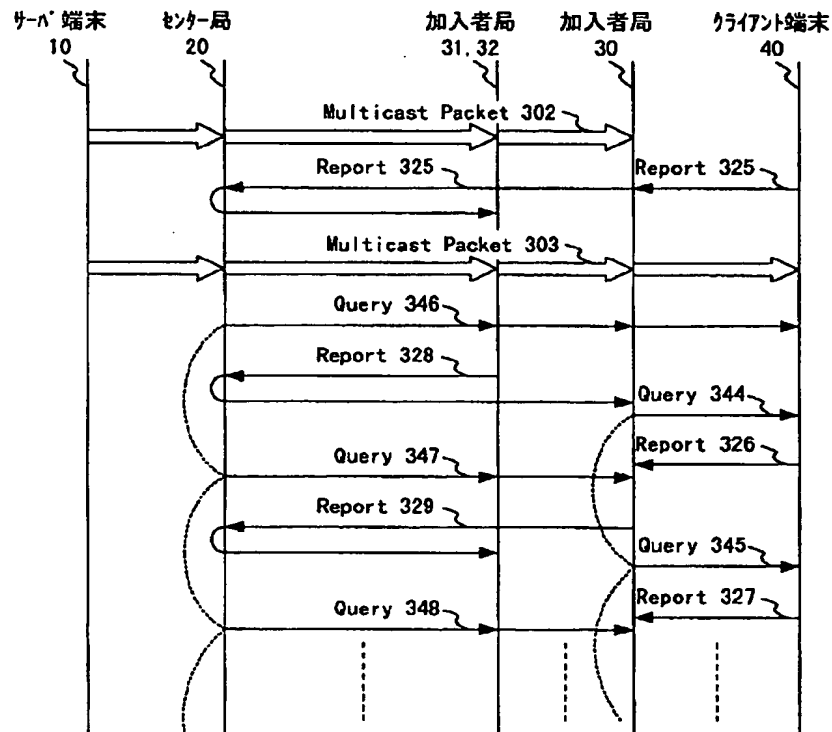 ｻｰﾊﾞ端末 ｾﾝﾀｰ局 加入者局 加入者局 ｸﾗｲｱﾝﾄ端末
10 20 31,32 30 40
Multicast Packet 302
Report 325 Report 325
Multicast Packet 303
Query 346
Report 328
Query 344
Report 326
Query 347
Report 329
Query 345
Report 327
Query 348